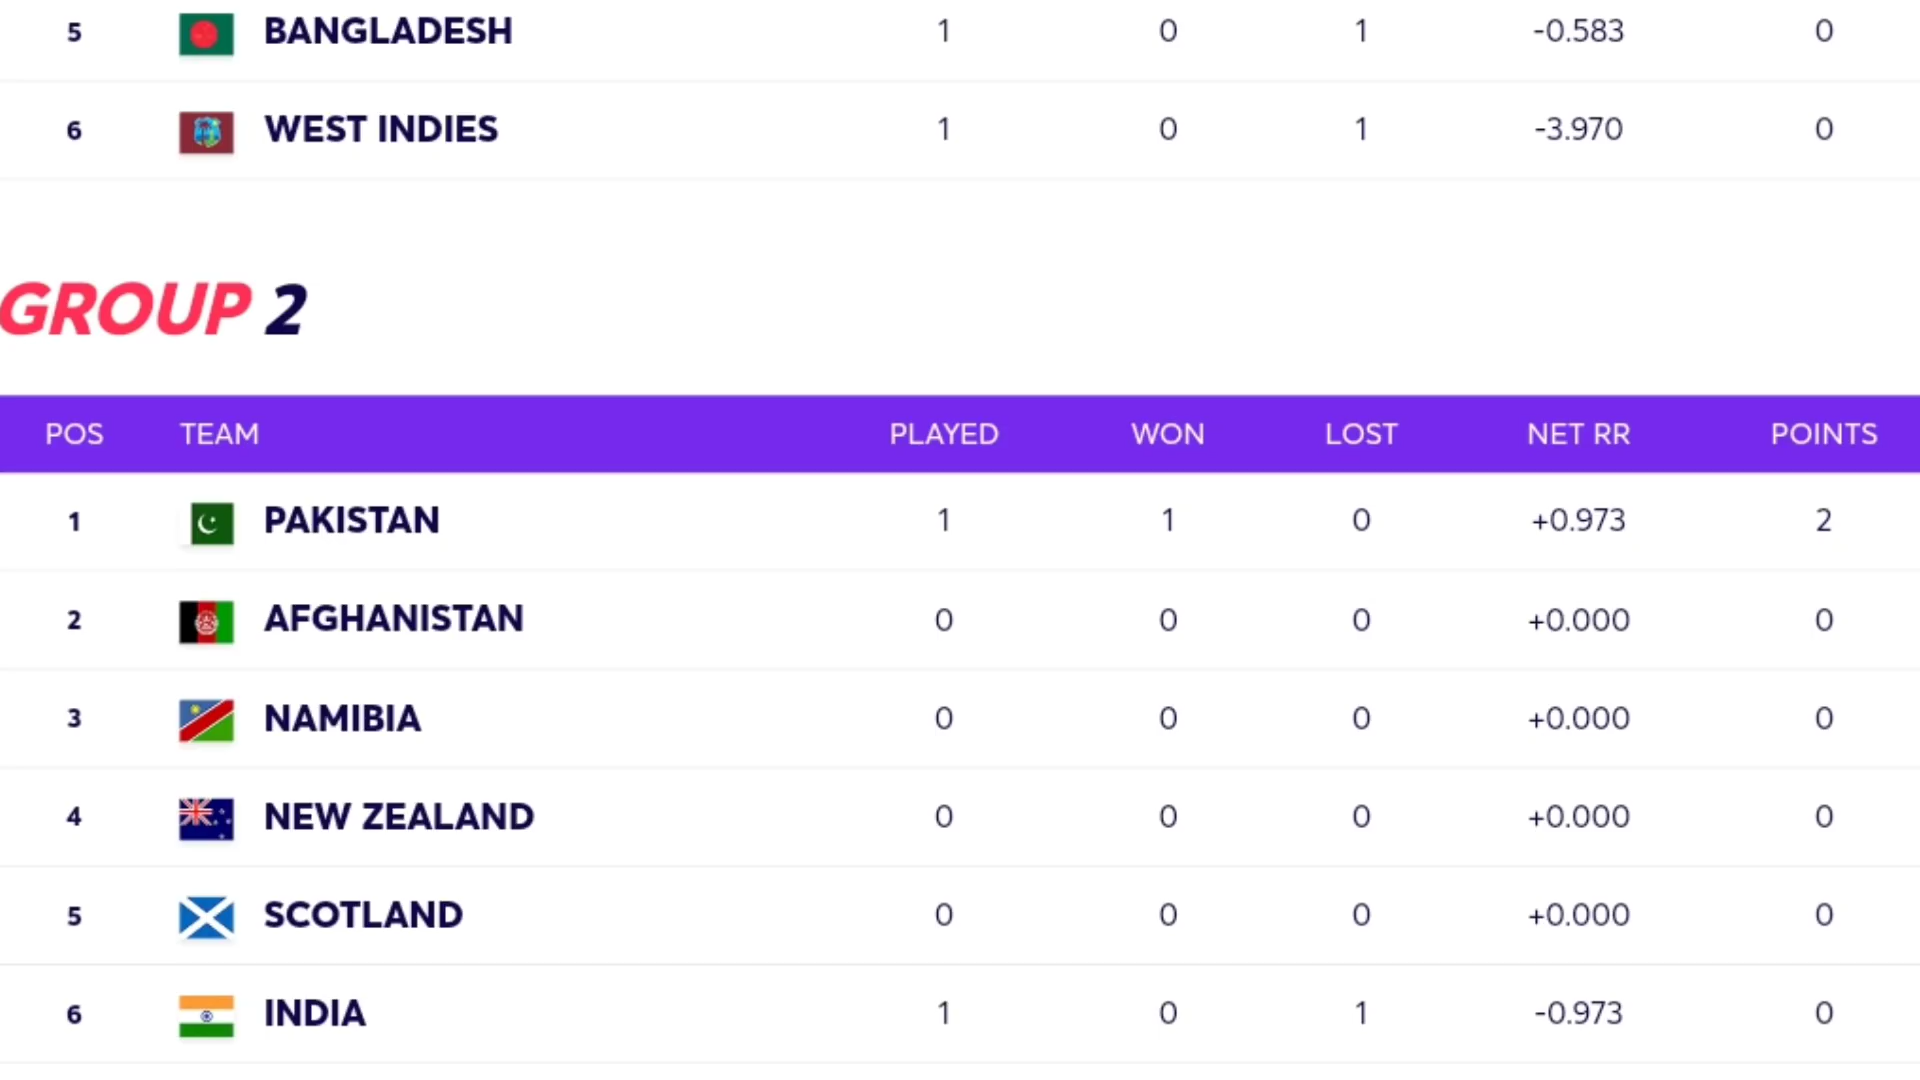 5 BANGLADESH 1 0 1 -0.583 0
6 WEST INDIES 1 0 1 -3.970 0
GROUP 2
POS TEAM PLAYED WON LOST NET RR POINTS
1 PAKISTAN 1 1 0 +0.973 2
2 AFGHANISTAN 0 0 0 +0.000 0
3 NAMIBIA 0 0 0 +0.000 0
4 NEW ZEALAND 0 0 0 +0.000 0
5 SCOTLAND 0 0 0 +0.000 0
6 INDIA 1 0 1 -0.973 0